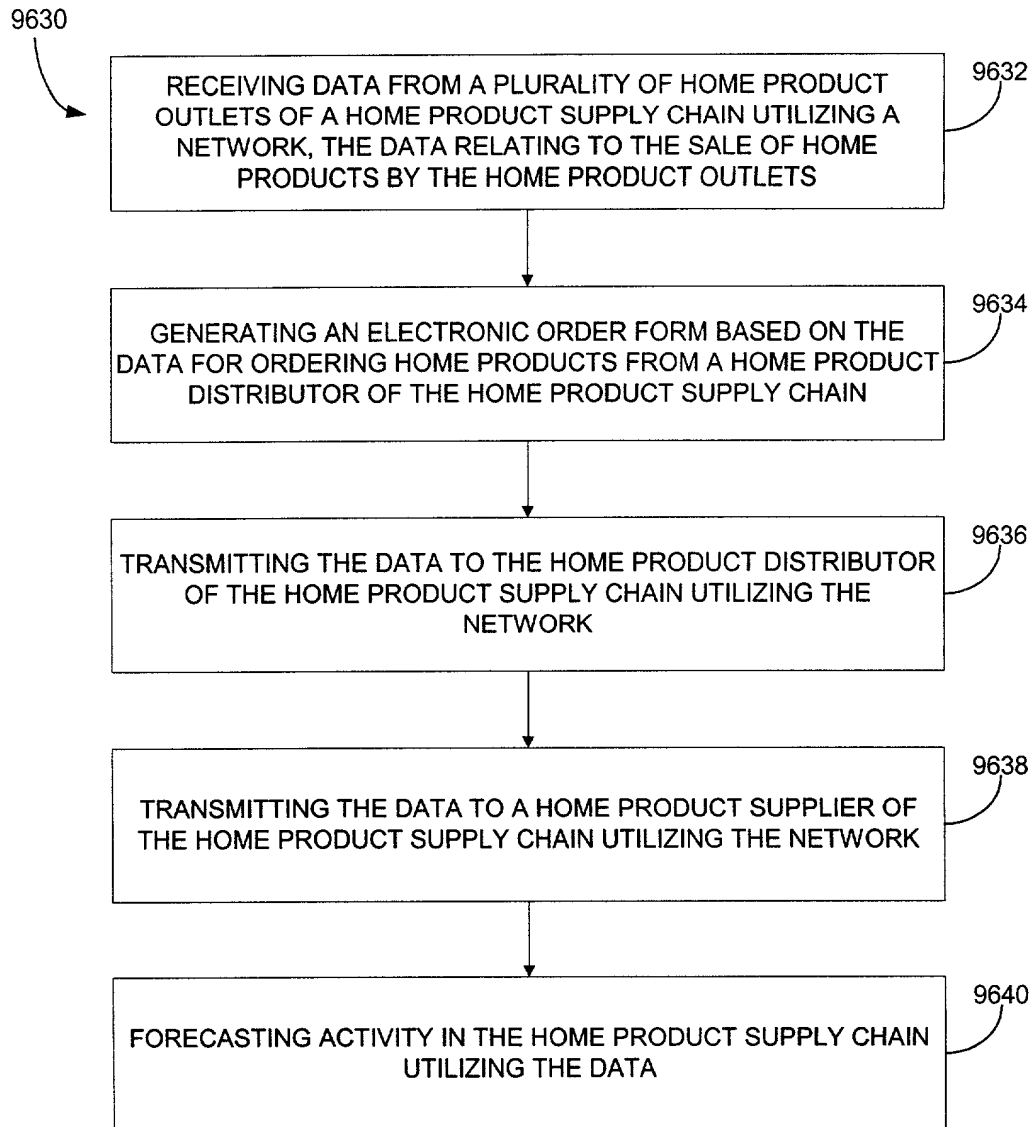 9630
RECEIVING DATA FROM A PLURALITY OF HOME PRODUCT
OUTLETS OF A HOME PRODUCT SUPPLY CHAIN UTILIZING A
NETWORK, THE DATA RELATING TO THE SALE OF HOME
PRODUCTS BY THE HOME PRODUCT OUTLETS
9632
GENERATING AN ELECTRONIC ORDER FORM BASED ON THE
DATA FOR ORDERING HOME PRODUCTS FROM A HOME PRODUCT
DISTRIBUTOR OF THE HOME PRODUCT SUPPLY CHAIN
9634
TRANSMITTING THE DATA TO THE HOME PRODUCT DISTRIBUTOR
OF THE HOME PRODUCT SUPPLY CHAIN UTILIZING THE
NETWORK
9636
TRANSMITTING THE DATA TO A HOME PRODUCT SUPPLIER OF
THE HOME PRODUCT SUPPLY CHAIN UTILIZING THE NETWORK
9638
FORECASTING ACTIVITY IN THE HOME PRODUCT SUPPLY CHAIN
UTILIZING THE DATA
9640